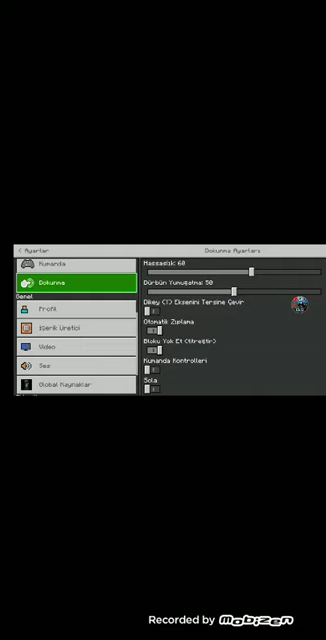 < Ayarlar
Dokunma Ayarları
Kumanda
Dokunma
Genel
Profil
İçerik Üretici
Video
Ses
Global Kaynaklar
Hassaslık: 60
Dürbün Yumuşatma: 50
Dikey (Y) Eksenini Tersine Çevir
Otomatik Zıplama
Bloku Yok Et (titreştir)
Kumanda Kontrolleri
Sola
Recorded by Mobizen